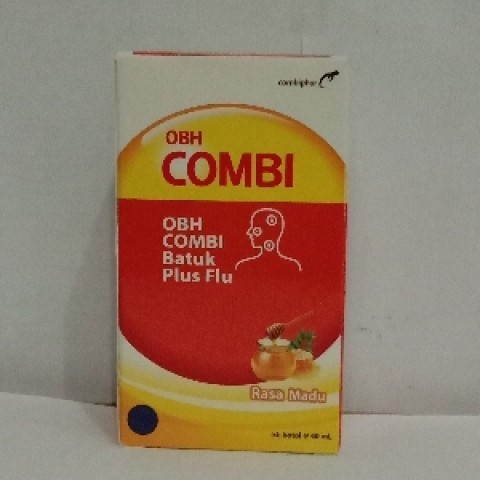 combiphar
OBH
COMBI
OBH
COMBI
Batuk
Plus Flu
Rasa Madu